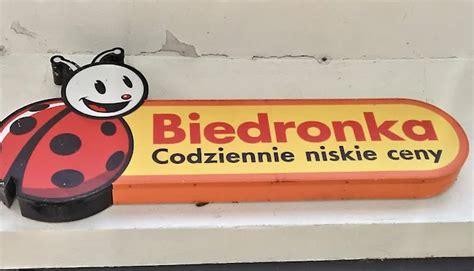 Biedronka
Codziennie niskie ceny